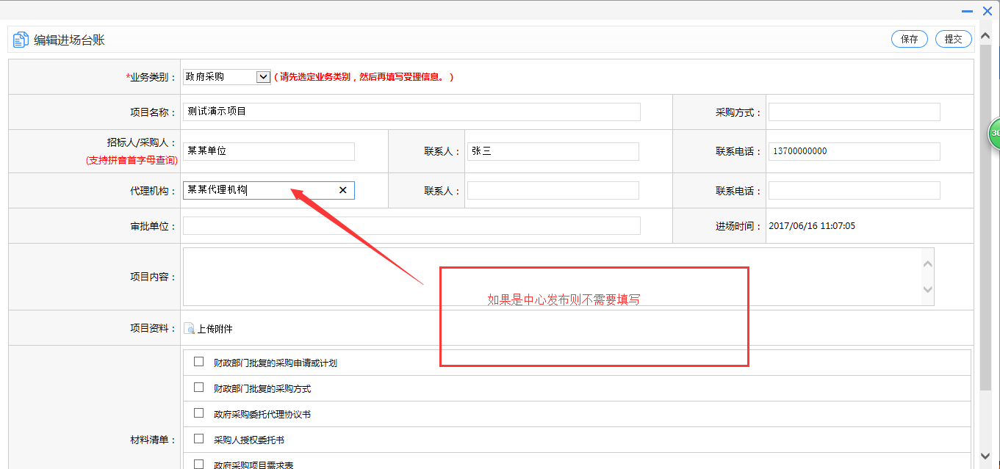 编辑进场台账
保存
提交
*业务类别：
政府采购
(请先选定业务类别，然后再填写受理信息。)
项目名称：
测试演示项目
采购方式：
招标人/采购人：
(支持拼音首字母查询)
某某单位
联系人：
张三
联系电话：
13700000000
代理机构：
某某代理机构
联系人：
联系电话：
审批单位：
进场时间：
2017/06/16 11:07:05
项目内容：
如果是中心发布则不需要填写
项目资料：
上传附件
材料清单：
财政部门批复的采购申请或计划
财政部门批复的采购方式
政府采购委托代理协议书
采购人授权委托书
政府采购项目需求表